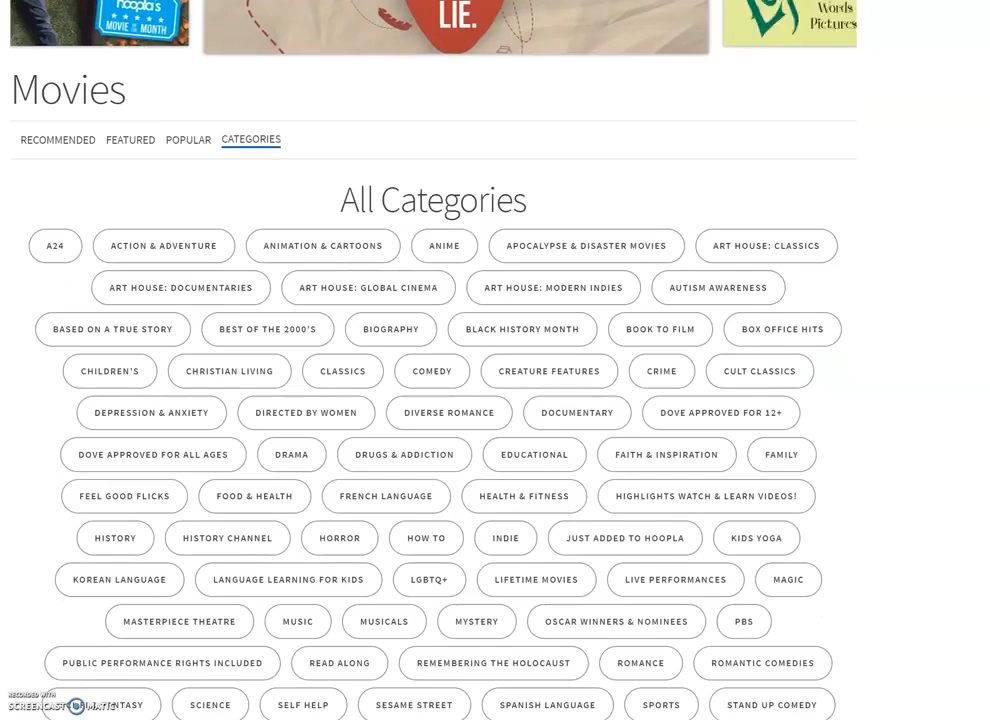 hoopla's
MOVIE OF THE MONTH
LIE.
Words
Pictures
Movies
RECOMMENDED FEATURED POPULAR CATEGORIES
All Categories
A24 ACTION & ADVENTURE ANIMATION & CARTOONS ANIME APOCALYPSE & DISASTER MOVIES ART HOUSE: CLASSICS
ART HOUSE: DOCUMENTARIES ART HOUSE: GLOBAL CINEMA ART HOUSE: MODERN INDIES AUTISM AWARENESS
BASED ON A TRUE STORY BEST OF THE 2000'S BIOGRAPHY BLACK HISTORY MONTH BOOK TO FILM BOX OFFICE HITS
CHILDREN'S CHRISTIAN LIVING CLASSICS COMEDY CREATURE FEATURES CRIME CULT CLASSICS
DEPRESSION & ANXIETY DIRECTED BY WOMEN DIVERSE ROMANCE DOCUMENTARY DOVE APPROVED FOR 12+
DOVE APPROVED FOR ALL AGES DRAMA DRUGS & ADDICTION EDUCATIONAL FAITH & INSPIRATION FAMILY
FEEL GOOD FLICKS FOOD & HEALTH FRENCH LANGUAGE HEALTH & FITNESS HIGHLIGHTS WATCH & LEARN VIDEOS!
HISTORY HISTORY CHANNEL HORROR HOW TO INDIE JUST ADDED TO HOOPLA KIDS YOGA
KOREAN LANGUAGE LANGUAGE LEARNING FOR KIDS LGBTQ+ LIFETIME MOVIES LIVE PERFORMANCES MAGIC
MASTERPIECE THEATRE MUSIC MUSICALS MYSTERY OSCAR WINNERS & NOMINEES PBS
PUBLIC PERFORMANCE RIGHTS INCLUDED READ ALONG REMEMBERING THE HOLOCAUST ROMANCE ROMANTIC COMEDIES
SCIENCE SELF HELP SESAME STREET SPANISH LANGUAGE SPORTS STAND UP COMEDY
RECORDED WITH
SCREENCAST MATIC